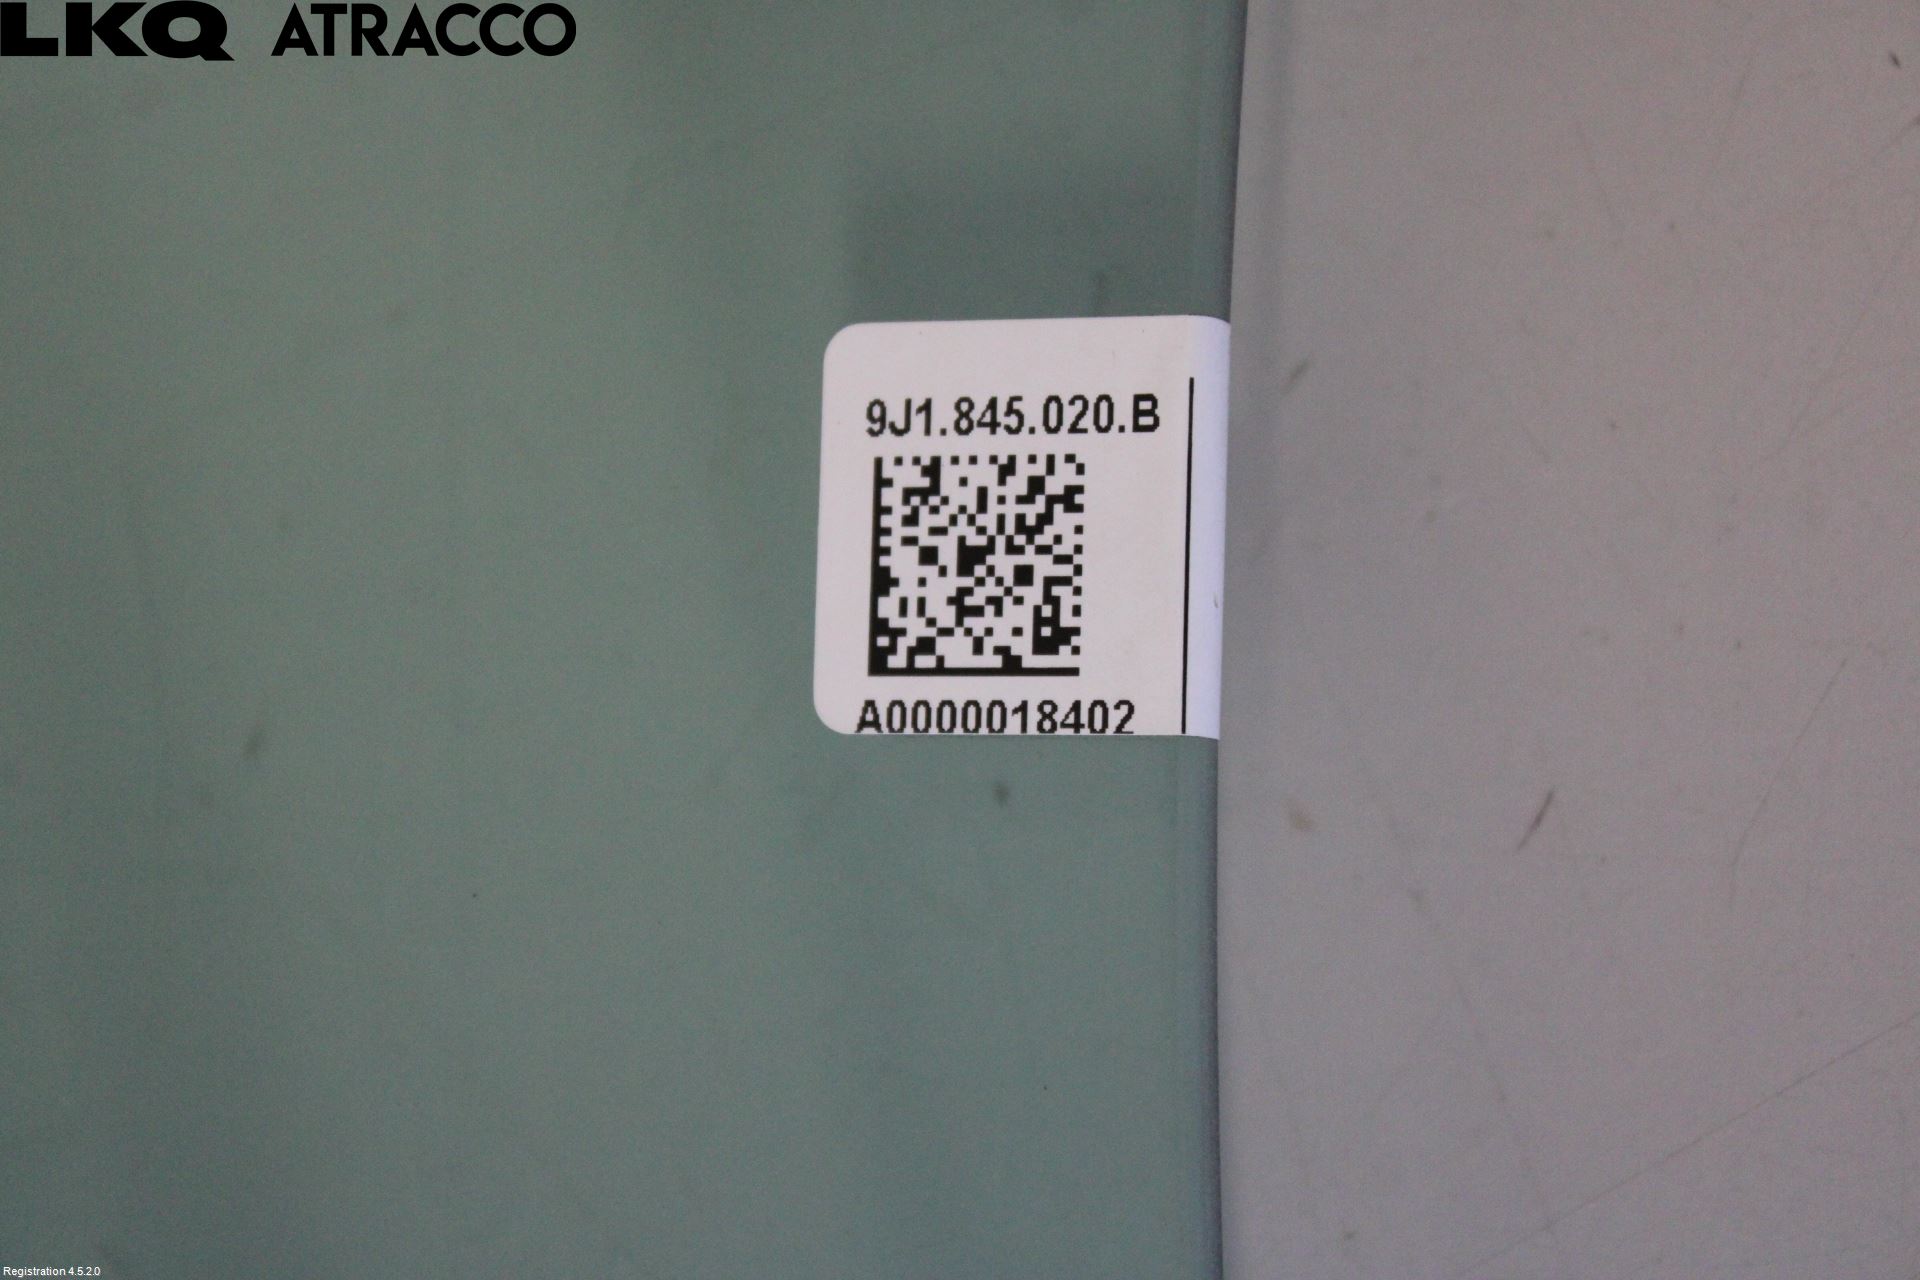 LKQ ATRACCO
9J1.845.020.B
A0000018402
Registration 4.5.2.0